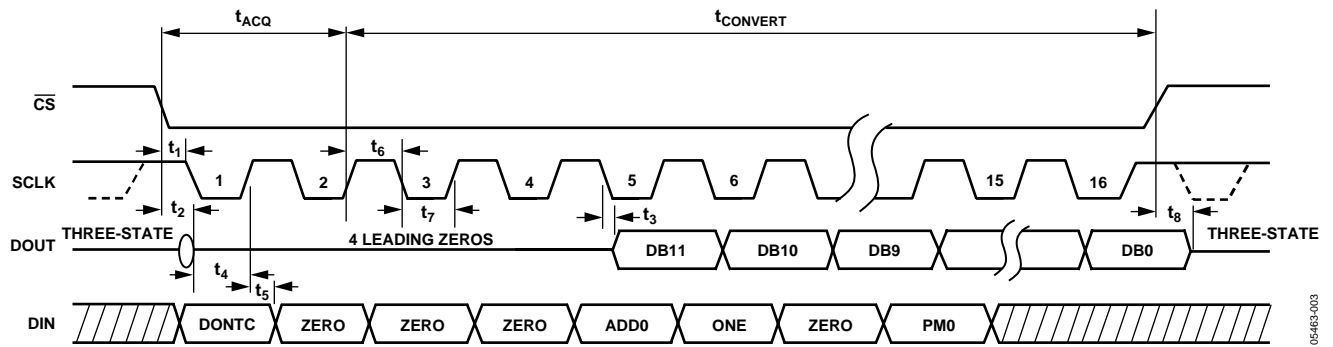 tACQ tCONVERT
CS
t1 t6
SCLK 1 2 3 4 5 6 15 16
t2 t7 t3 t8
DOUT THREE-STATE 4 LEADING ZEROS DB11 DB10 DB9 DB0 THREE-STATE
t4
t5
DIN DONTC ZERO ZERO ZERO ADD0 ONE ZERO PM0
05463-003